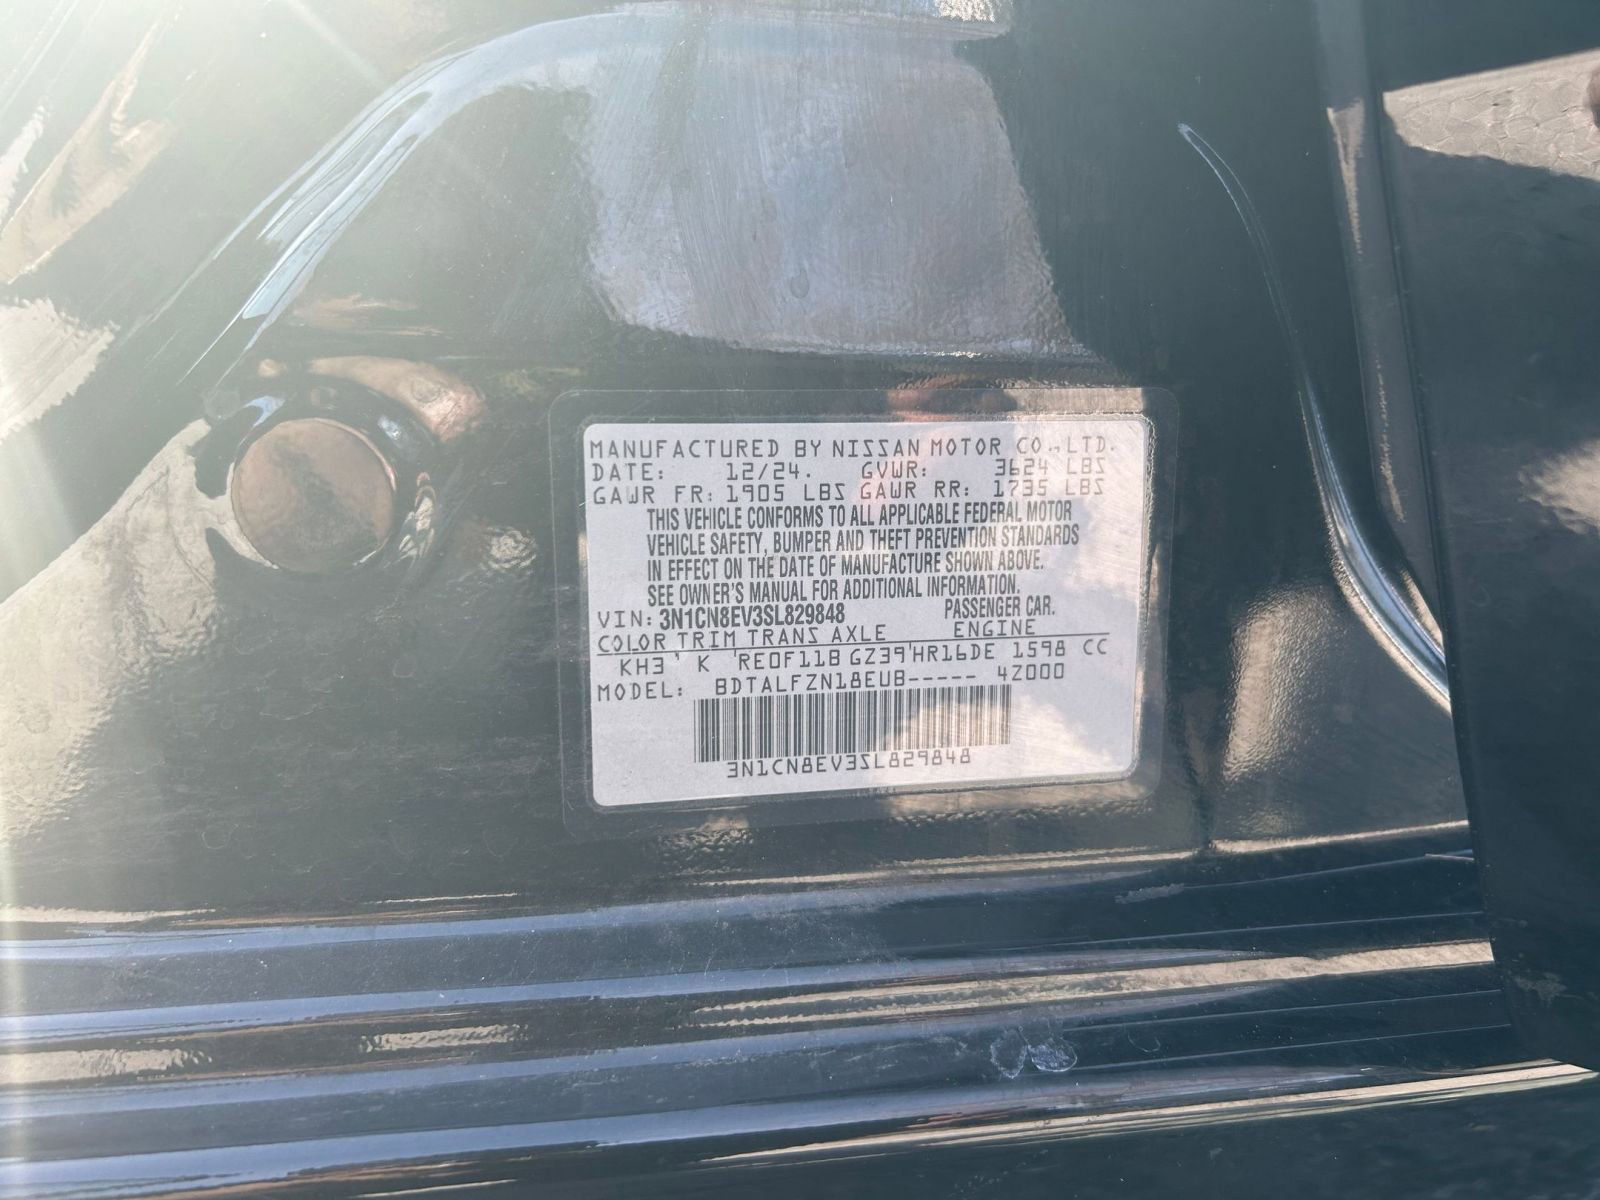 MANUFACTURED BY NISSAN MOTOR CO.,LTD.
DATE: 12/24. GVWR: 3624 LBS
GAWR FR: 1905 LBS GAWR RR: 1735 LBS
THIS VEHICLE CONFORMS TO ALL APPLICABLE FEDERAL MOTOR
VEHICLE SAFETY, BUMPER AND THEFT PREVENTION STANDARDS
IN EFFECT ON THE DATE OF MANUFACTURE SHOWN ABOVE.
SEE OWNER'S MANUAL FOR ADDITIONAL INFORMATION.
VIN: 3N1CN8EV3SL829848 PASSENGER CAR.
COLOR TRIM TRANS AXLE ENGINE
KH3 ' K 'RE0F11B GZ39'HR16DE 1598 CC
MODEL: BDTALFZN18EUB----- 4Z000
3N1CN8EV3SL829848